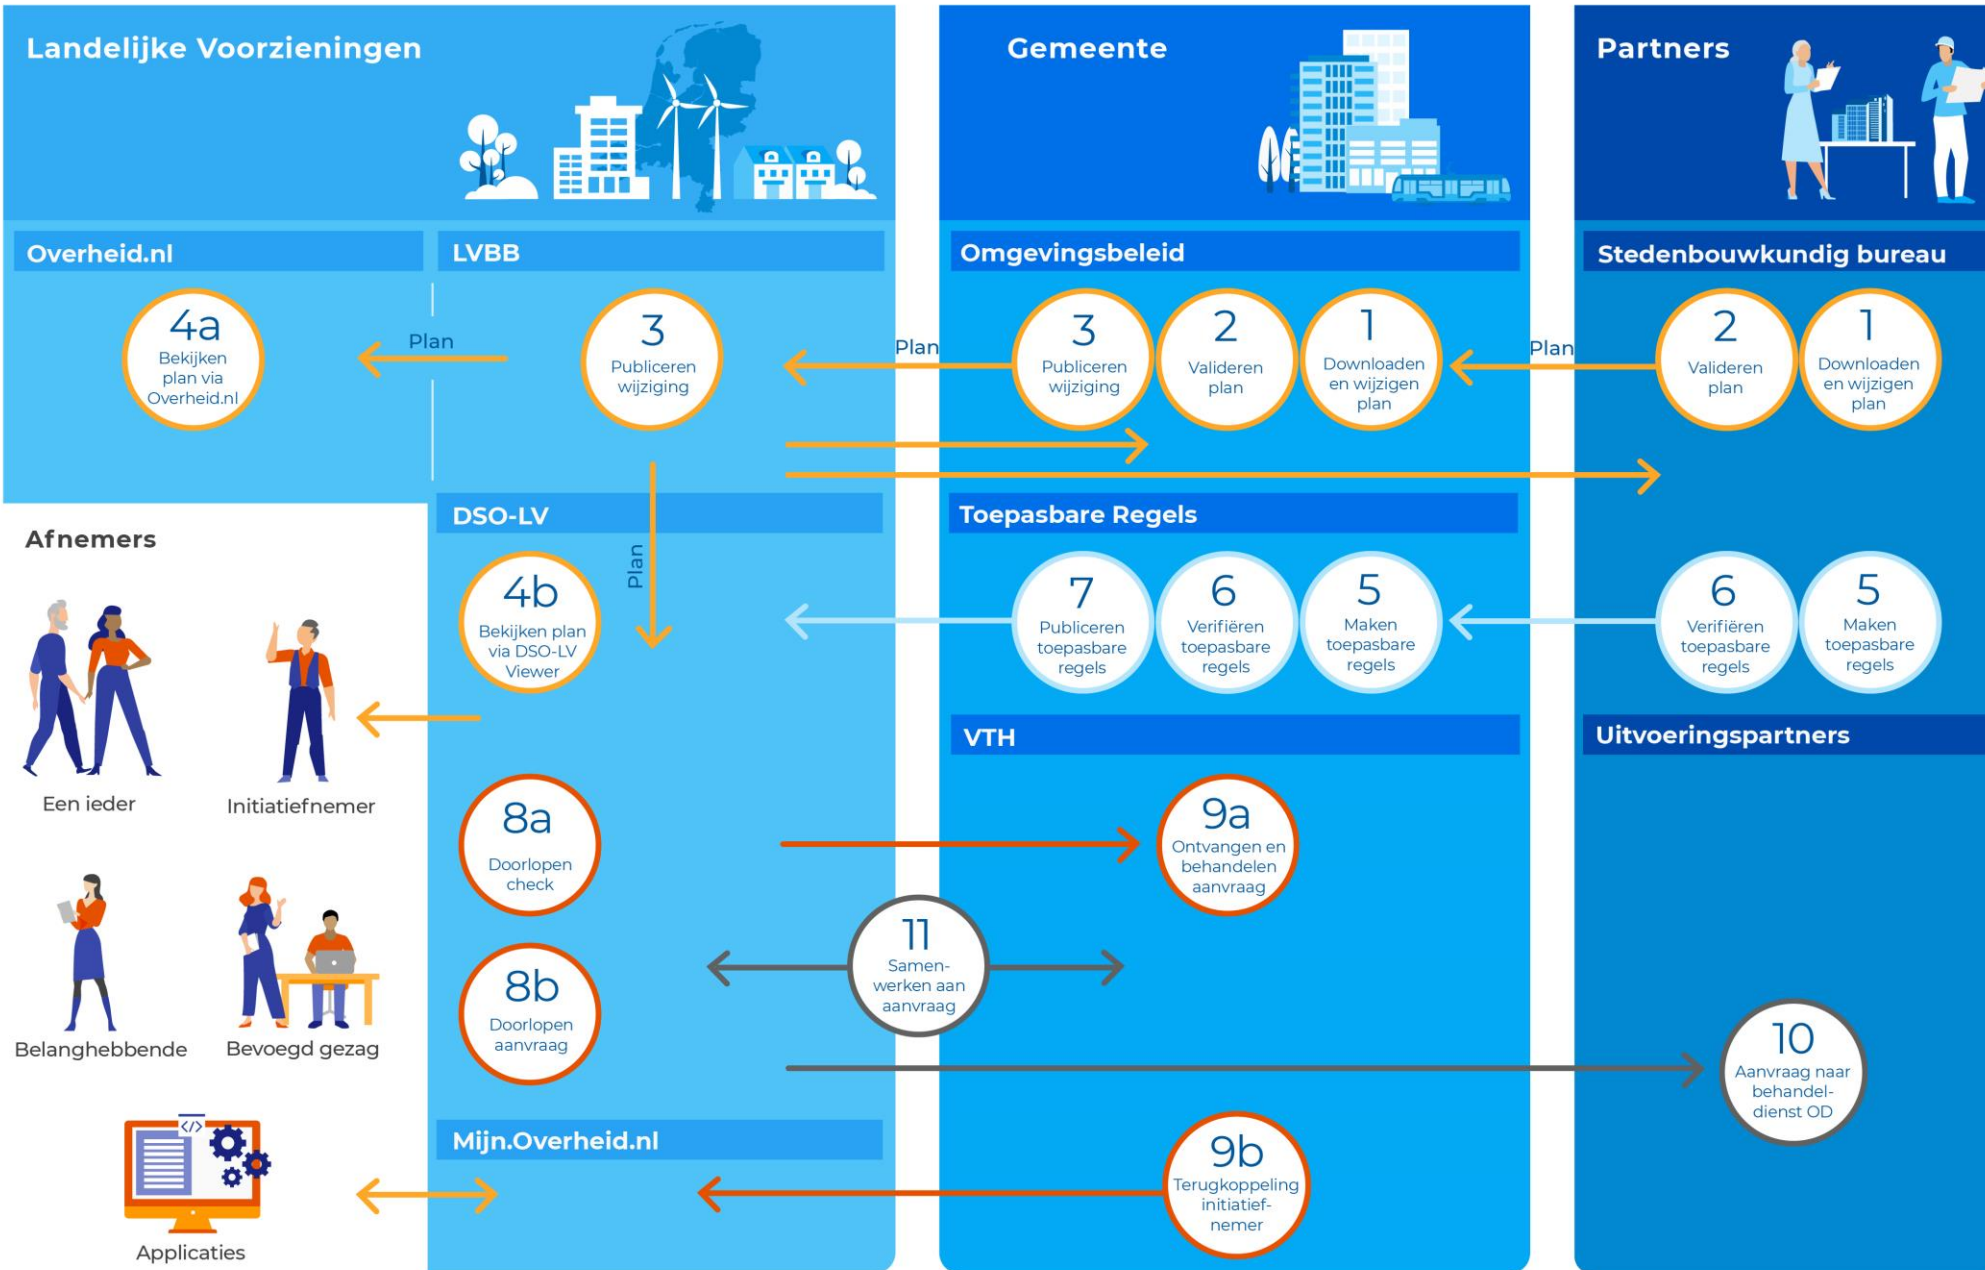 Landelijke Voorzieningen
Gemeente
Partners
Overheid.nl
LVBB
Omgevingsbeleid
Stedenbouwkundig bureau
4a
Bekijken
plan via
Overheid.nl
Plan
3
Publiceren
wijziging
Plan
3
Publiceren
wijziging
2
Valideren
plan
1
Downloaden
en wijzigen
plan
Plan
2
Valideren
plan
1
Downloaden
en wijzigen
plan
Afnemers
DSO-LV
Toepasbare Regels
4b
Bekijken plan
via DSO-LV
Viewer
Plan
7
Publiceren
toepasbare
regels
6
Verifiëren
toepasbare
regels
5
Maken
toepasbare
regels
6
Verifiëren
toepasbare
regels
5
Maken
toepasbare
regels
VTH
Uitvoeringspartners
Een ieder
Initiatiefnemer
8a
Doorlopen
check
9a
Ontvangen en
behandelen
aanvraag
11
Samen-
werken aan
aanvraag
8b
Doorlopen
aanvraag
Belanghebbende
Bevoegd gezag
10
Aanvraag naar
behandel-
dienst OD
</>
Mijn.Overheid.nl
9b
Terugkoppeling
initiatief-
nemer
Applicaties